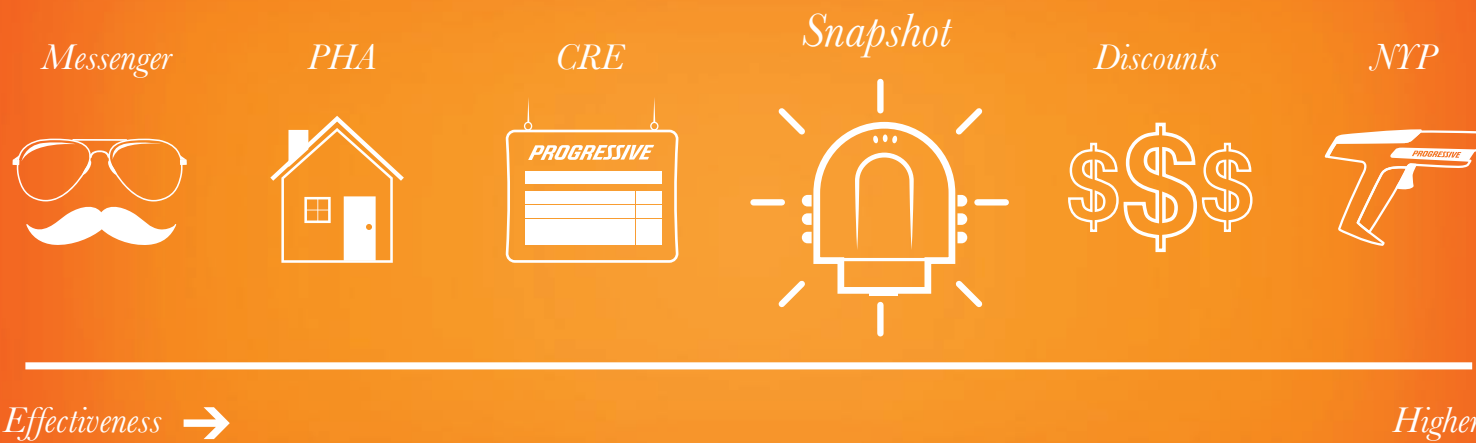 Messenger
PHA
CRE
Snapshot
Discounts
NYP
PROGRESSIVE
$$$
PROGRESSIVE
Effectiveness →
Higher